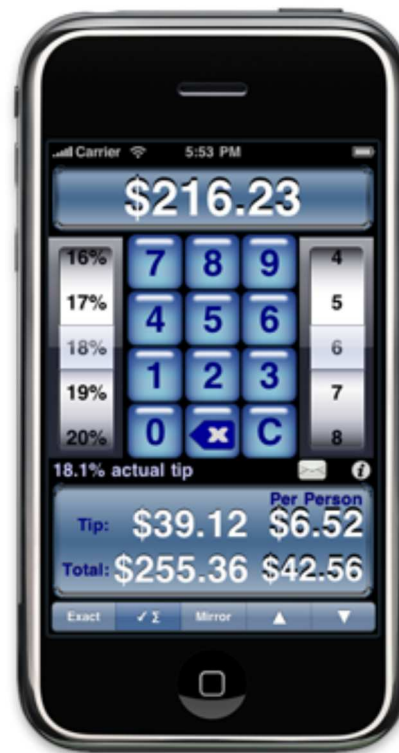 Carrier 5:53 PM
$216.23
16% 7 8 9 4
17% 4 5 6 5
18% 1 2 3 6
19% 0 x C 7
20% 8
18.1% actual tip i
Per Person
Tip: $39.12 $6.52
Total: $255.36 $42.56
Exact ✓ Σ Mirror ▲ ▼